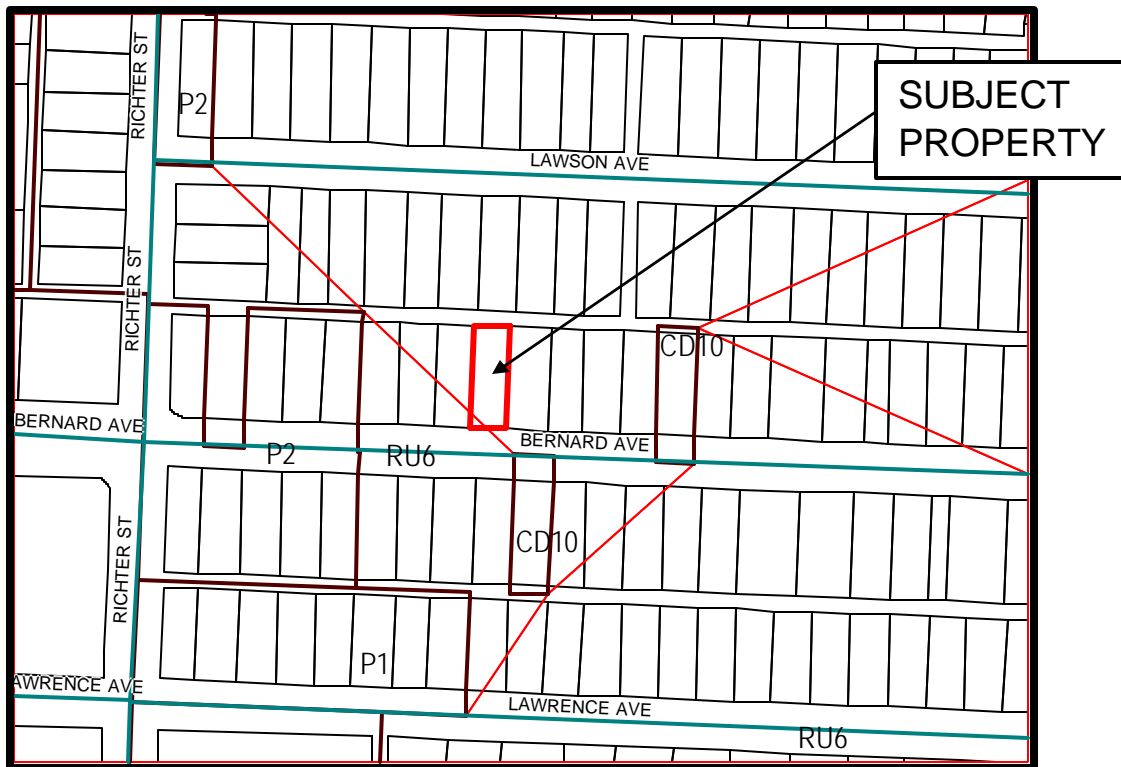 RICHTER ST
P2
SUBJECT
PROPERTY
LAWSON AVE
RICHTER ST
CD10
BERNARD AVE
BERNARD AVE
P2
RU6
CD10
RICHTER ST
P1
AWRENCE AVE
LAWRENCE AVE
RU6